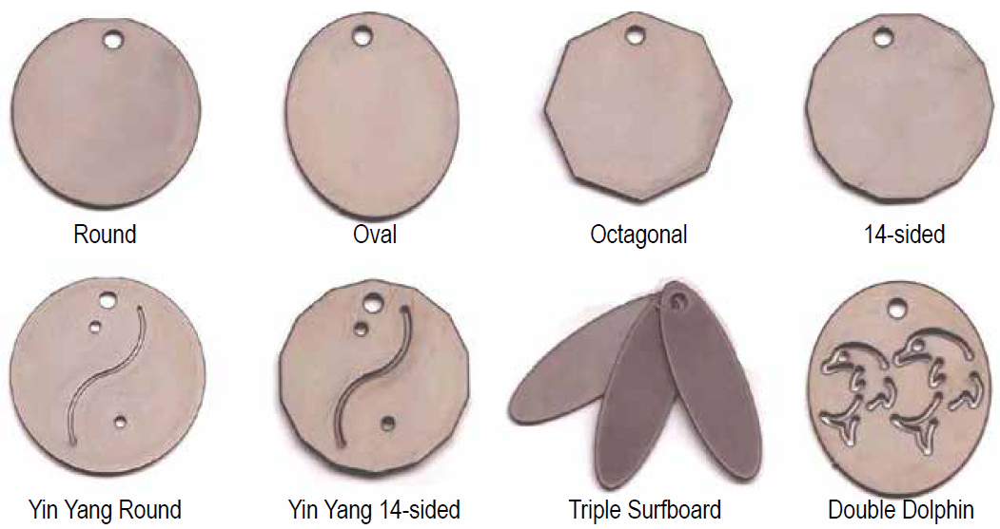 Round
Oval
Octagonal
14-sided
Yin Yang Round
Yin Yang 14-sided
Triple Surfboard
Double Dolphin